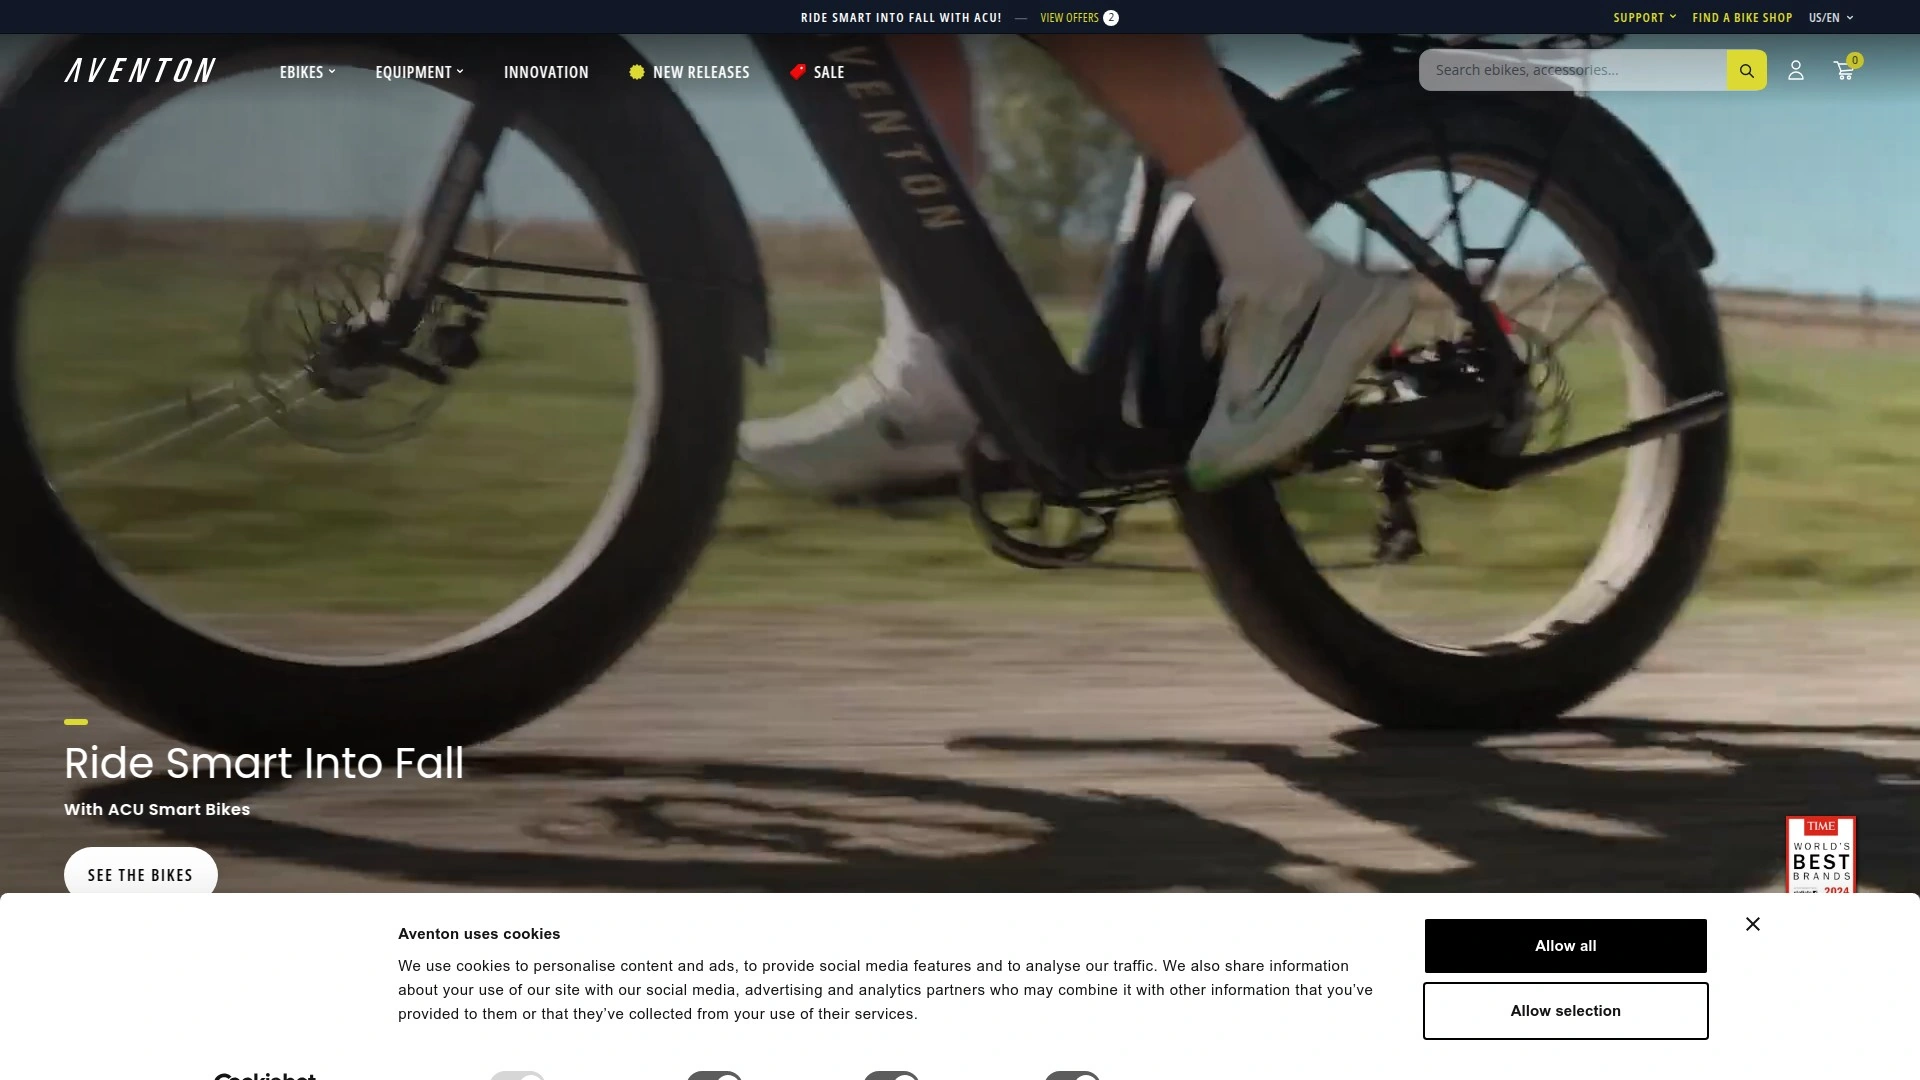 RIDE SMART INTO FALL WITH ACU! — VIEW OFFERS 2
SUPPORT FIND A BIKE SHOP US/EN
AVENTON
EBIKES EQUIPMENT INNOVATION NEW RELEASES SALE
Search ebikes, accessories...
0
AVENTON
Ride Smart Into Fall
With ACU Smart Bikes
SEE THE BIKES
TIME
WORLD'S
BEST
BRANDS
2024
Aventon uses cookies
We use cookies to personalise content and ads, to provide social media features and to analyse our traffic. We also share information
about your use of our site with our social media, advertising and analytics partners who may combine it with other information that you've
provided to them or that they've collected from your use of their services.
Allow all
Allow selection